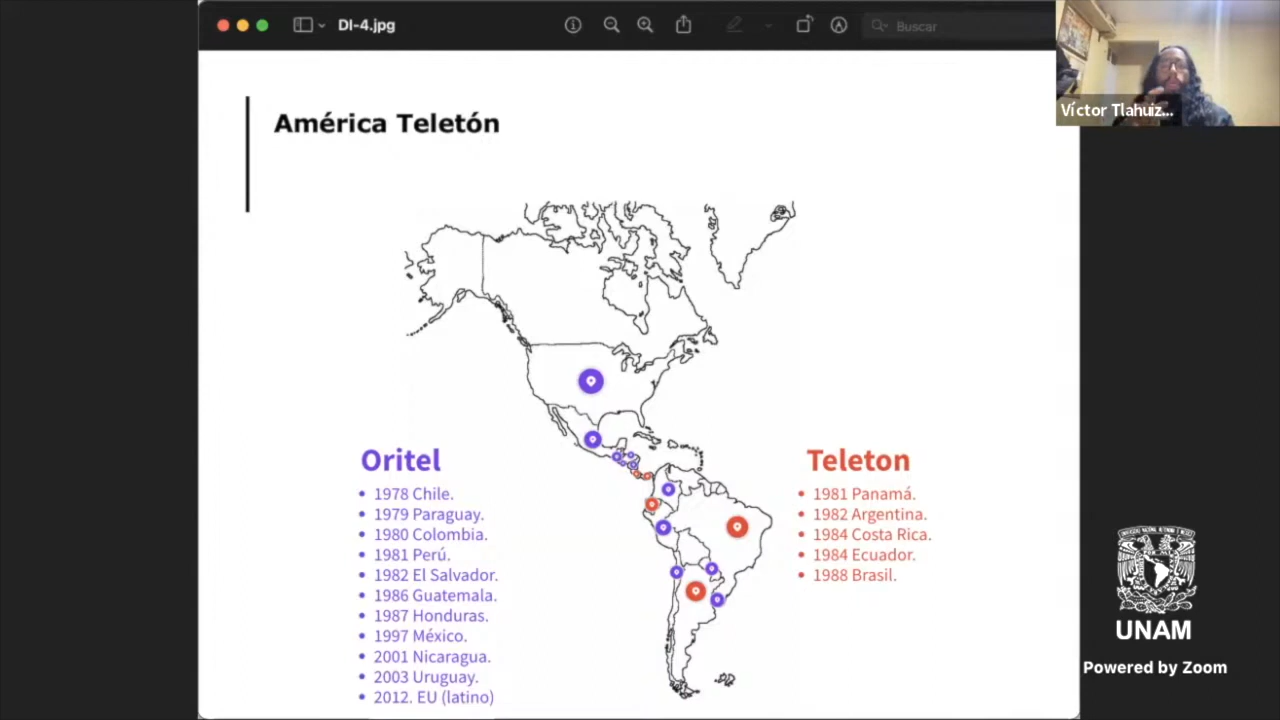 DI-4.jpg
Buscar
Víctor Tlahuiz...
América Teletón
Oritel
1978 Chile.
1979 Paraguay.
1980 Colombia.
1981 Perú.
1982 El Salvador.
1986 Guatemala.
1987 Honduras.
1997 México.
2001 Nicaragua.
2003 Uruguay.
2012. EU (latino)
Teleton
1981 Panamá.
1982 Argentina.
1984 Costa Rica.
1984 Ecuador.
1988 Brasil.
UNAM
Powered by Zoom